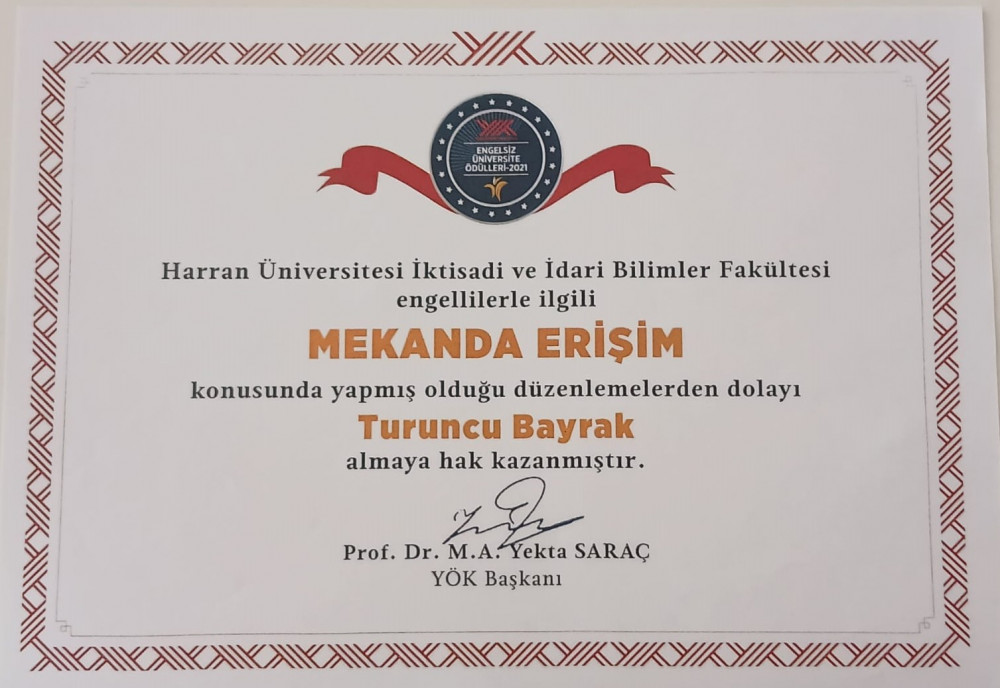 ENGELSİZ
ÜNİVERSİTE
ÖDÜLLERİ-2021
Harran Üniversitesi İktisadi ve İdari Bilimler Fakültesi
engellilerle ilgili
MEKANDA ERİŞİM
konusunda yapmış olduğu düzenlemelerden dolayı
Turuncu Bayrak
almaya hak kazanmıştır.
Prof. Dr. M.A. Yekta SARAÇ
YÖK Başkanı